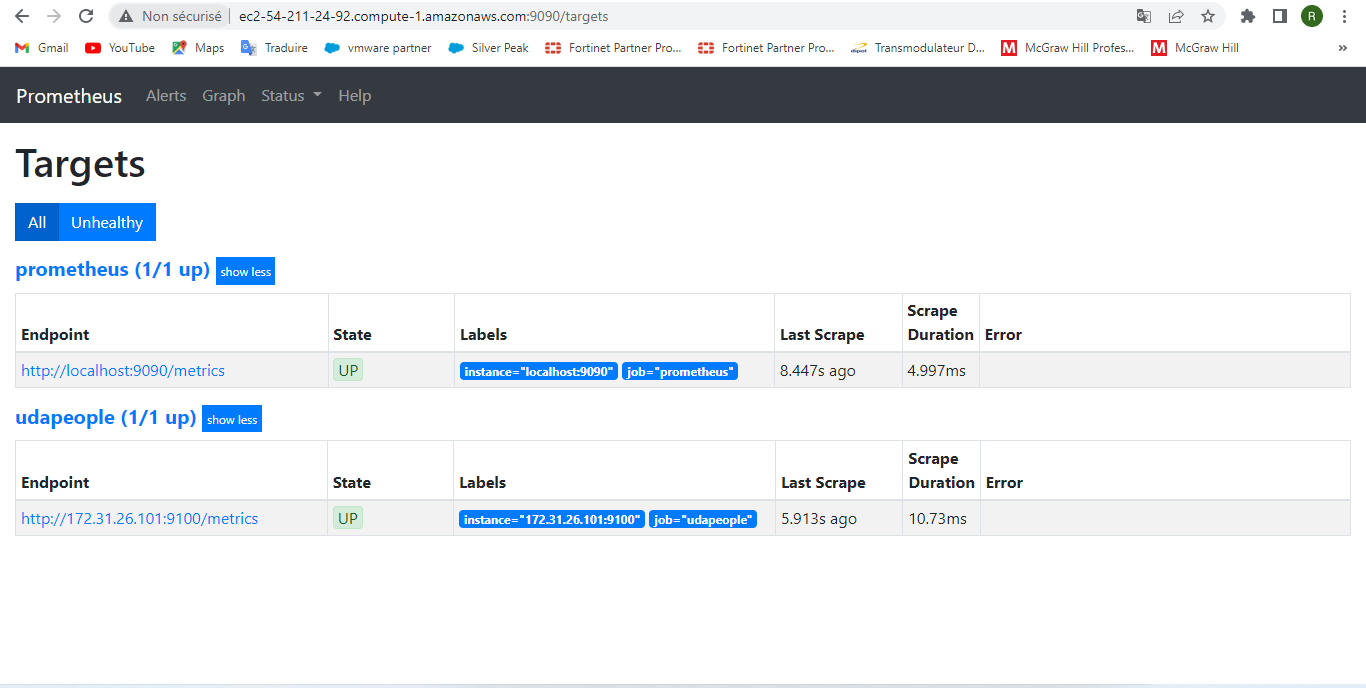 Non sécurisé ec2-54-211-24-92.compute-1.amazonaws.com:9090/targets R
Gmail YouTube Maps Traduire vmware partner Silver Peak Fortinet Partner Pro... Fortinet Partner Pro... Transmodulateur D... M McGraw Hill Profes... M McGraw Hill »
Prometheus Alerts Graph Status Help
Targets
All Unhealthy
prometheus (1/1 up) show less
Endpoint State Labels Last Scrape Scrape Duration Error
http://localhost:9090/metrics UP instance="localhost:9090" job="prometheus" 8.447s ago 4.997ms
udapeople (1/1 up) show less
Endpoint State Labels Last Scrape Scrape Duration Error
http://172.31.26.101:9100/metrics UP instance="172.31.26.101:9100" job="udapeople" 5.913s ago 10.73ms